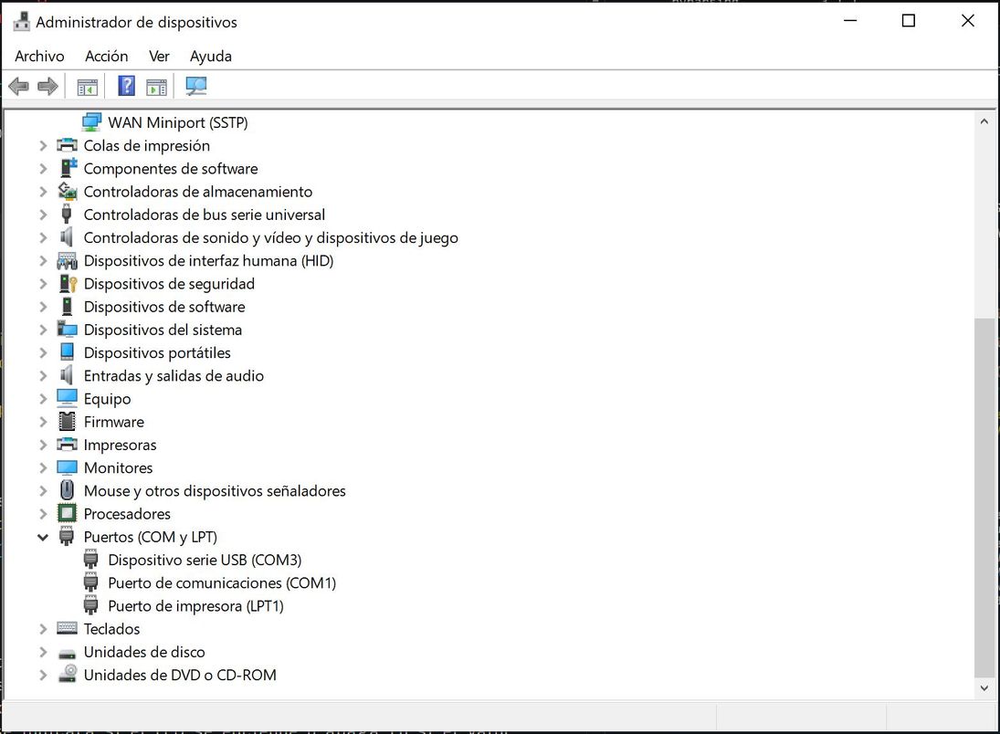 Administrador de dispositivos
Archivo Acción Ver Ayuda
WAN Miniport (SSTP)
Colas de impresión
Componentes de software
Controladoras de almacenamiento
Controladoras de bus serie universal
Controladoras de sonido y vídeo y dispositivos de juego
Dispositivos de interfaz humana (HID)
Dispositivos de seguridad
Dispositivos de software
Dispositivos del sistema
Dispositivos portátiles
Entradas y salidas de audio
Equipo
Firmware
Impresoras
Monitores
Mouse y otros dispositivos señaladores
Procesadores
Puertos (COM y LPT)
Dispositivo serie USB (COM3)
Puerto de comunicaciones (COM1)
Puerto de impresora (LPT1)
Teclados
Unidades de disco
Unidades de DVD o CD-ROM